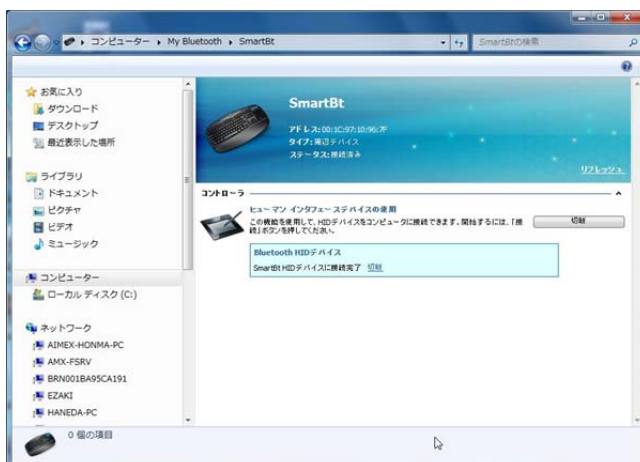 コンピューター ▸ My Bluetooth ▸ SmartBt
SmartBtの検索
お気に入り
ダウンロード
デスクトップ
最近表示した場所
ライブラリ
ドキュメント
ピクチャ
ビデオ
ミュージック
コンピューター
ローカル ディスク (C:)
ネットワーク
AIMEX-HONMA-PC
AMX-FSRV
BRN001BA95CA191
EZAKI
HANEDA-PC
SmartBt
アドレス:00:1C:97:10:96:7F
タイプ:周辺デバイス
ステータス:接続済み
リフレッシュ
コントローラ
ヒューマン インタフェースデバイスの使用
この機能を使用して、HIDデバイスをコンピュータに接続できます。開始するには、「接
続」ボタンを押してください。
切断
Bluetooth HIDデバイス
SmartBt HIDデバイスに接続完了 切断
0 個の項目